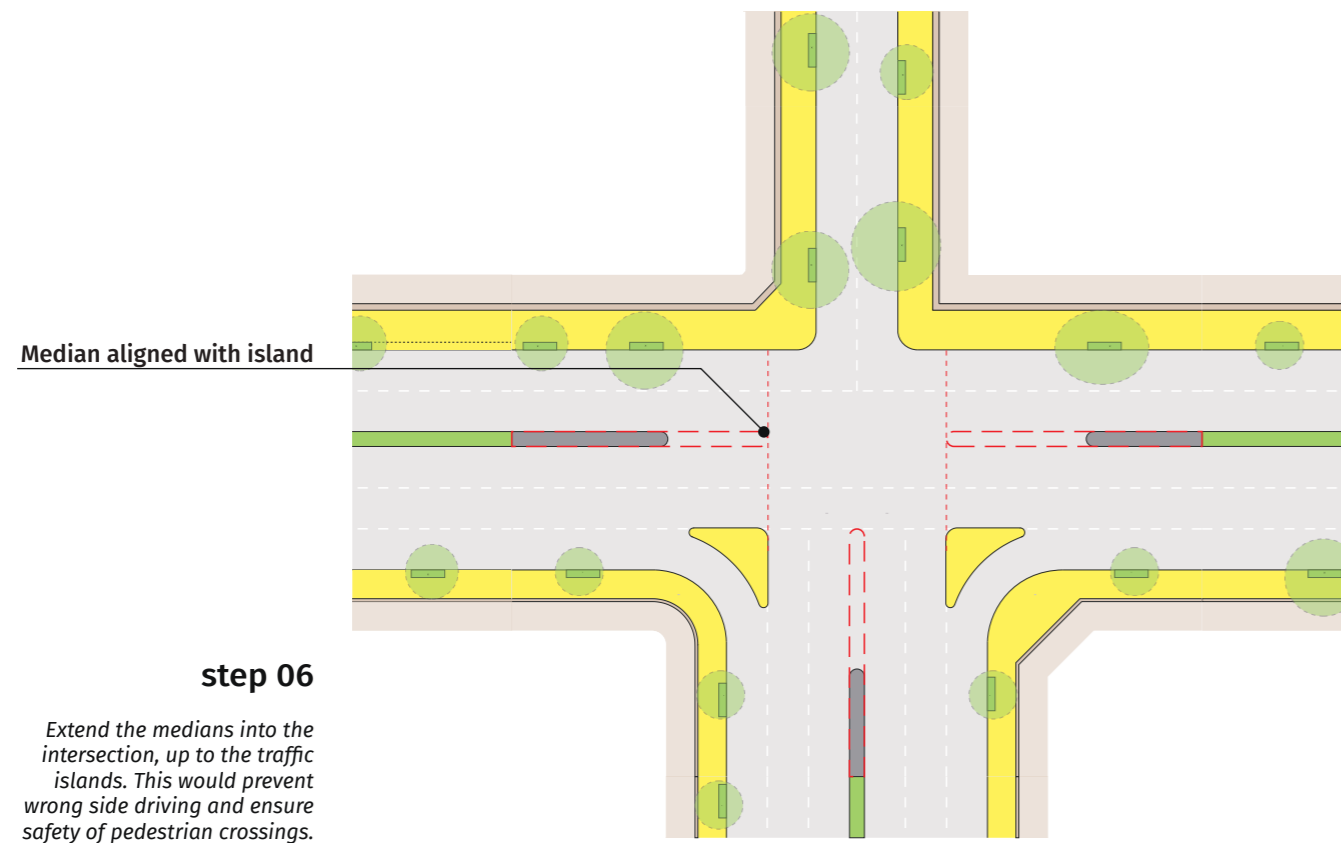 Median aligned with island
step 06
Extend the medians into the
intersection, up to the traffic
islands. This would prevent
wrong side driving and ensure
safety of pedestrian crossings.